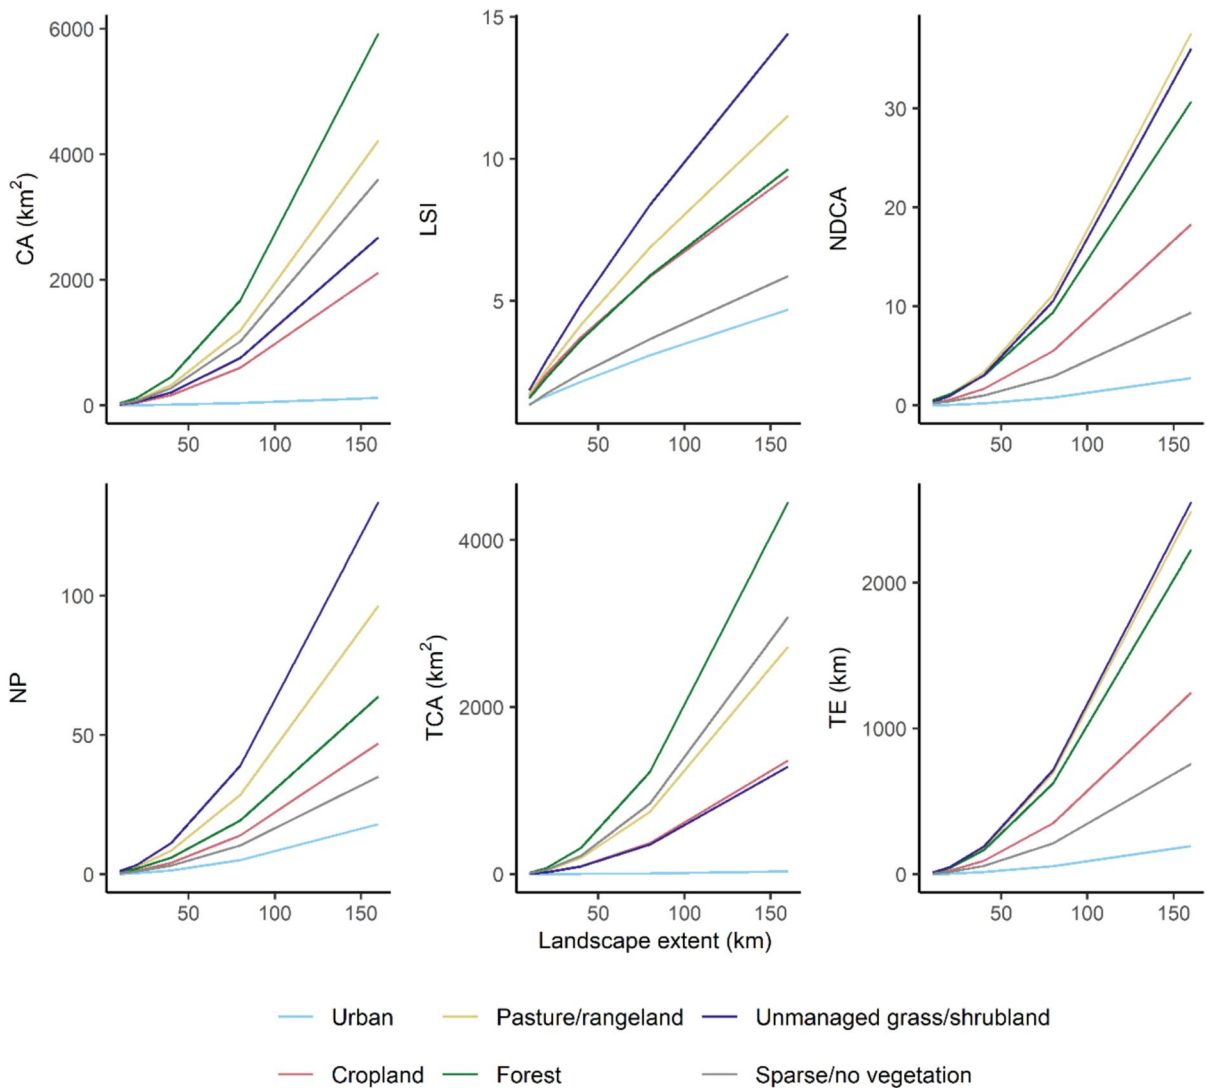 6000
4000
2000
0
CA (km²)
50 100 150
15
10
5
LSI
50 100 150
30
20
10
0
NDCA
50 100 150
100
50
0
NP
50 100 150
4000
2000
0
TCA (km²)
50 100 150
2000
1000
0
TE (km)
50 100 150
Landscape extent (km)
Urban Pasture/rangeland Unmanaged grass/shrubland
Cropland Forest Sparse/no vegetation